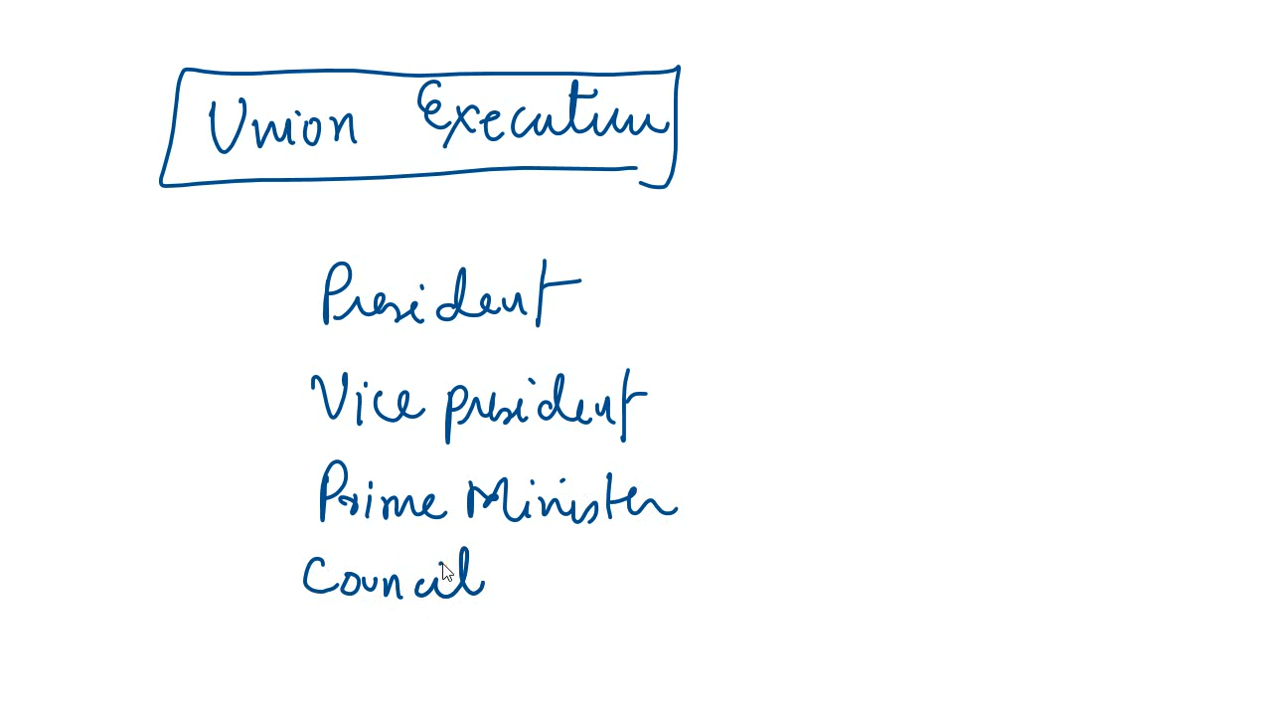 Union Executive
President
Vice president
Prime Minister
Council